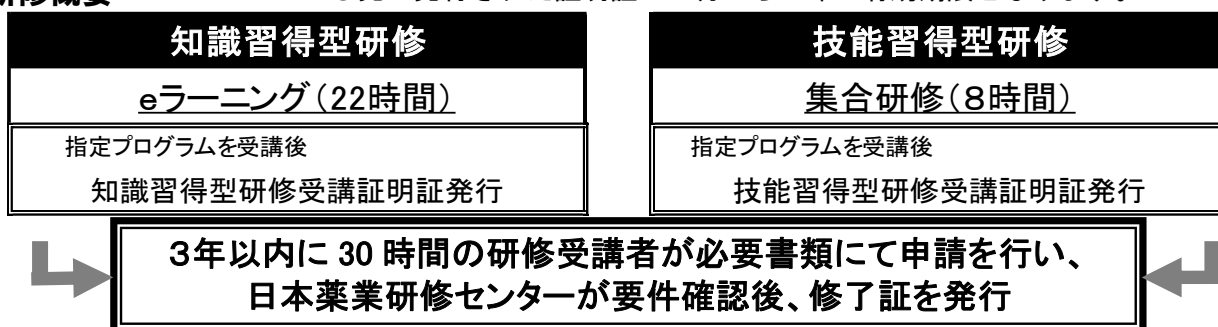 知識習得型研修
eラーニング(22時間)
指定プログラムを受講後
知識習得型研修受講証明証発行
技能習得型研修
集合研修(8時間)
指定プログラムを受講後
技能習得型研修受講証明証発行
3年以内に 30 時間の研修受講者が必要書類にて申請を行い、
日本薬業研修センターが要件確認後、修了証を発行